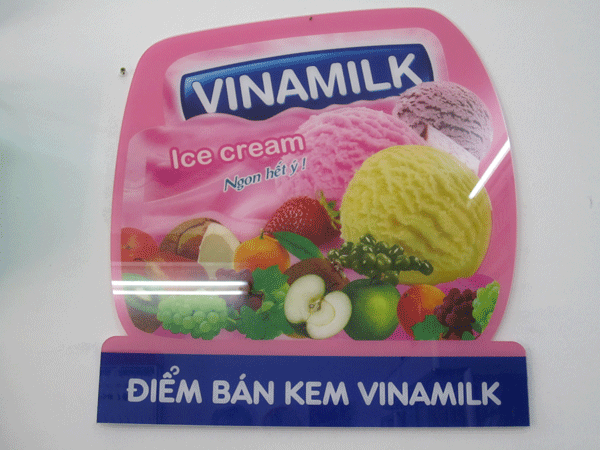 VINAMILK
Ice cream
Ngon hết ý!
ĐIỂM BÁN KEM VINAMILK